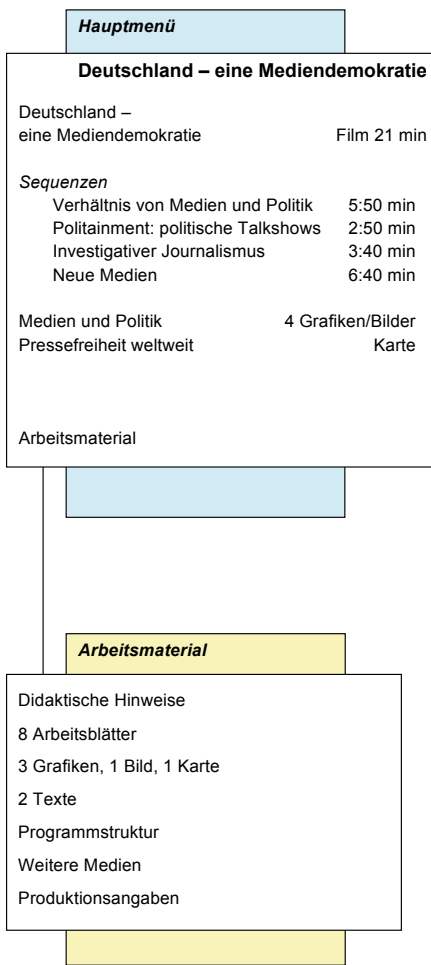 Hauptmenü
Deutschland – eine Mediendemokratie
Deutschland –
eine Mediendemokratie Film 21 min
Sequenzen
Verhältnis von Medien und Politik 5:50 min
Politainment: politische Talkshows 2:50 min
Investigativer Journalismus 3:40 min
Neue Medien 6:40 min
Medien und Politik 4 Grafiken/Bilder
Pressefreiheit weltweit Karte
Arbeitsmaterial
Arbeitsmaterial
Didaktische Hinweise
8 Arbeitsblätter
3 Grafiken, 1 Bild, 1 Karte
2 Texte
Programmstruktur
Weitere Medien
Produktionsangaben